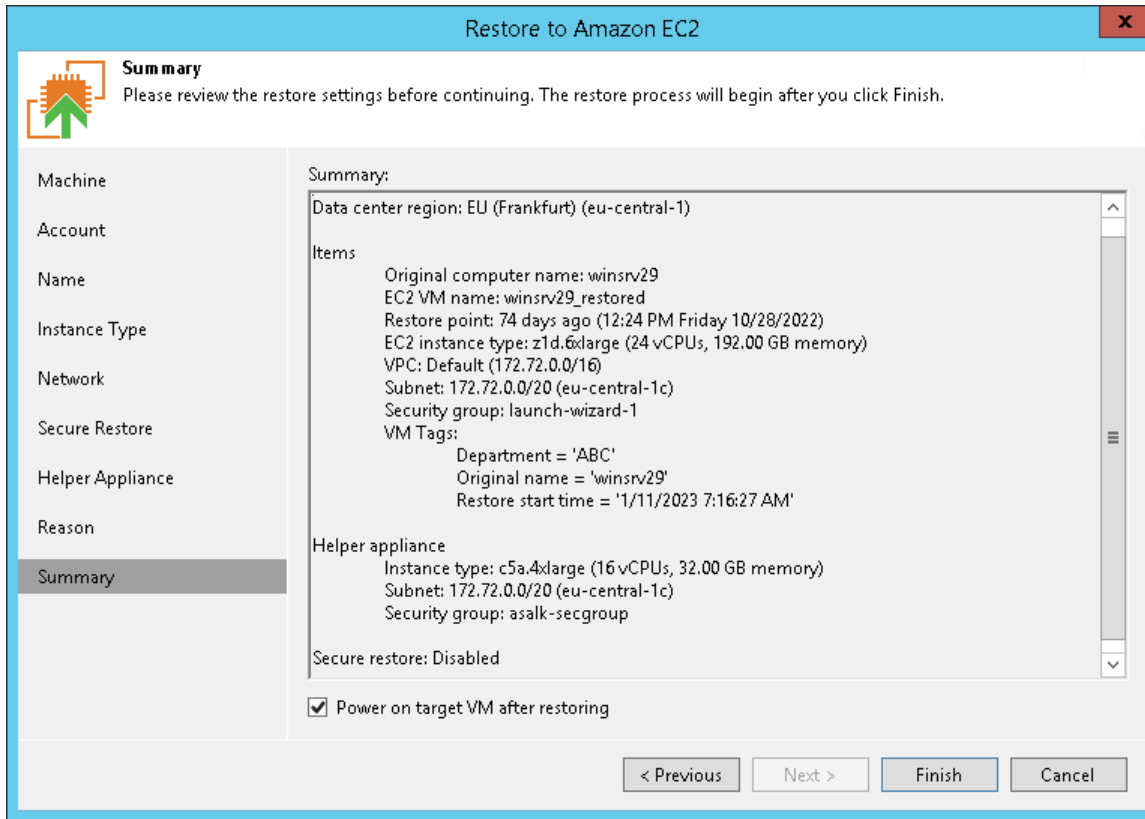 Restore to Amazon EC2
x
Summary
Please review the restore settings before continuing. The restore process will begin after you click Finish.
Machine
Account
Name
Instance Type
Network
Secure Restore
Helper Appliance
Reason
Summary
Summary:
Data center region: EU (Frankfurt) (eu-central-1)
Items
Original computer name: winsrv29
EC2 VM name: winsrv29_restored
Restore point: 74 days ago (12:24 PM Friday 10/28/2022)
EC2 instance type: z1d.6xlarge (24 vCPUs, 192.00 GB memory)
VPC: Default (172.72.0.0/16)
Subnet: 172.72.0.0/20 (eu-central-1c)
Security group: launch-wizard-1
VM Tags:
Department = 'ABC'
Original name = 'winsrv29'
Restore start time = '1/11/2023 7:16:27 AM'
Helper appliance
Instance type: c5a.4xlarge (16 vCPUs, 32.00 GB memory)
Subnet: 172.72.0.0/20 (eu-central-1c)
Security group: asalk-secgroup
Secure restore: Disabled
Power on target VM after restoring
< Previous
Next >
Finish
Cancel